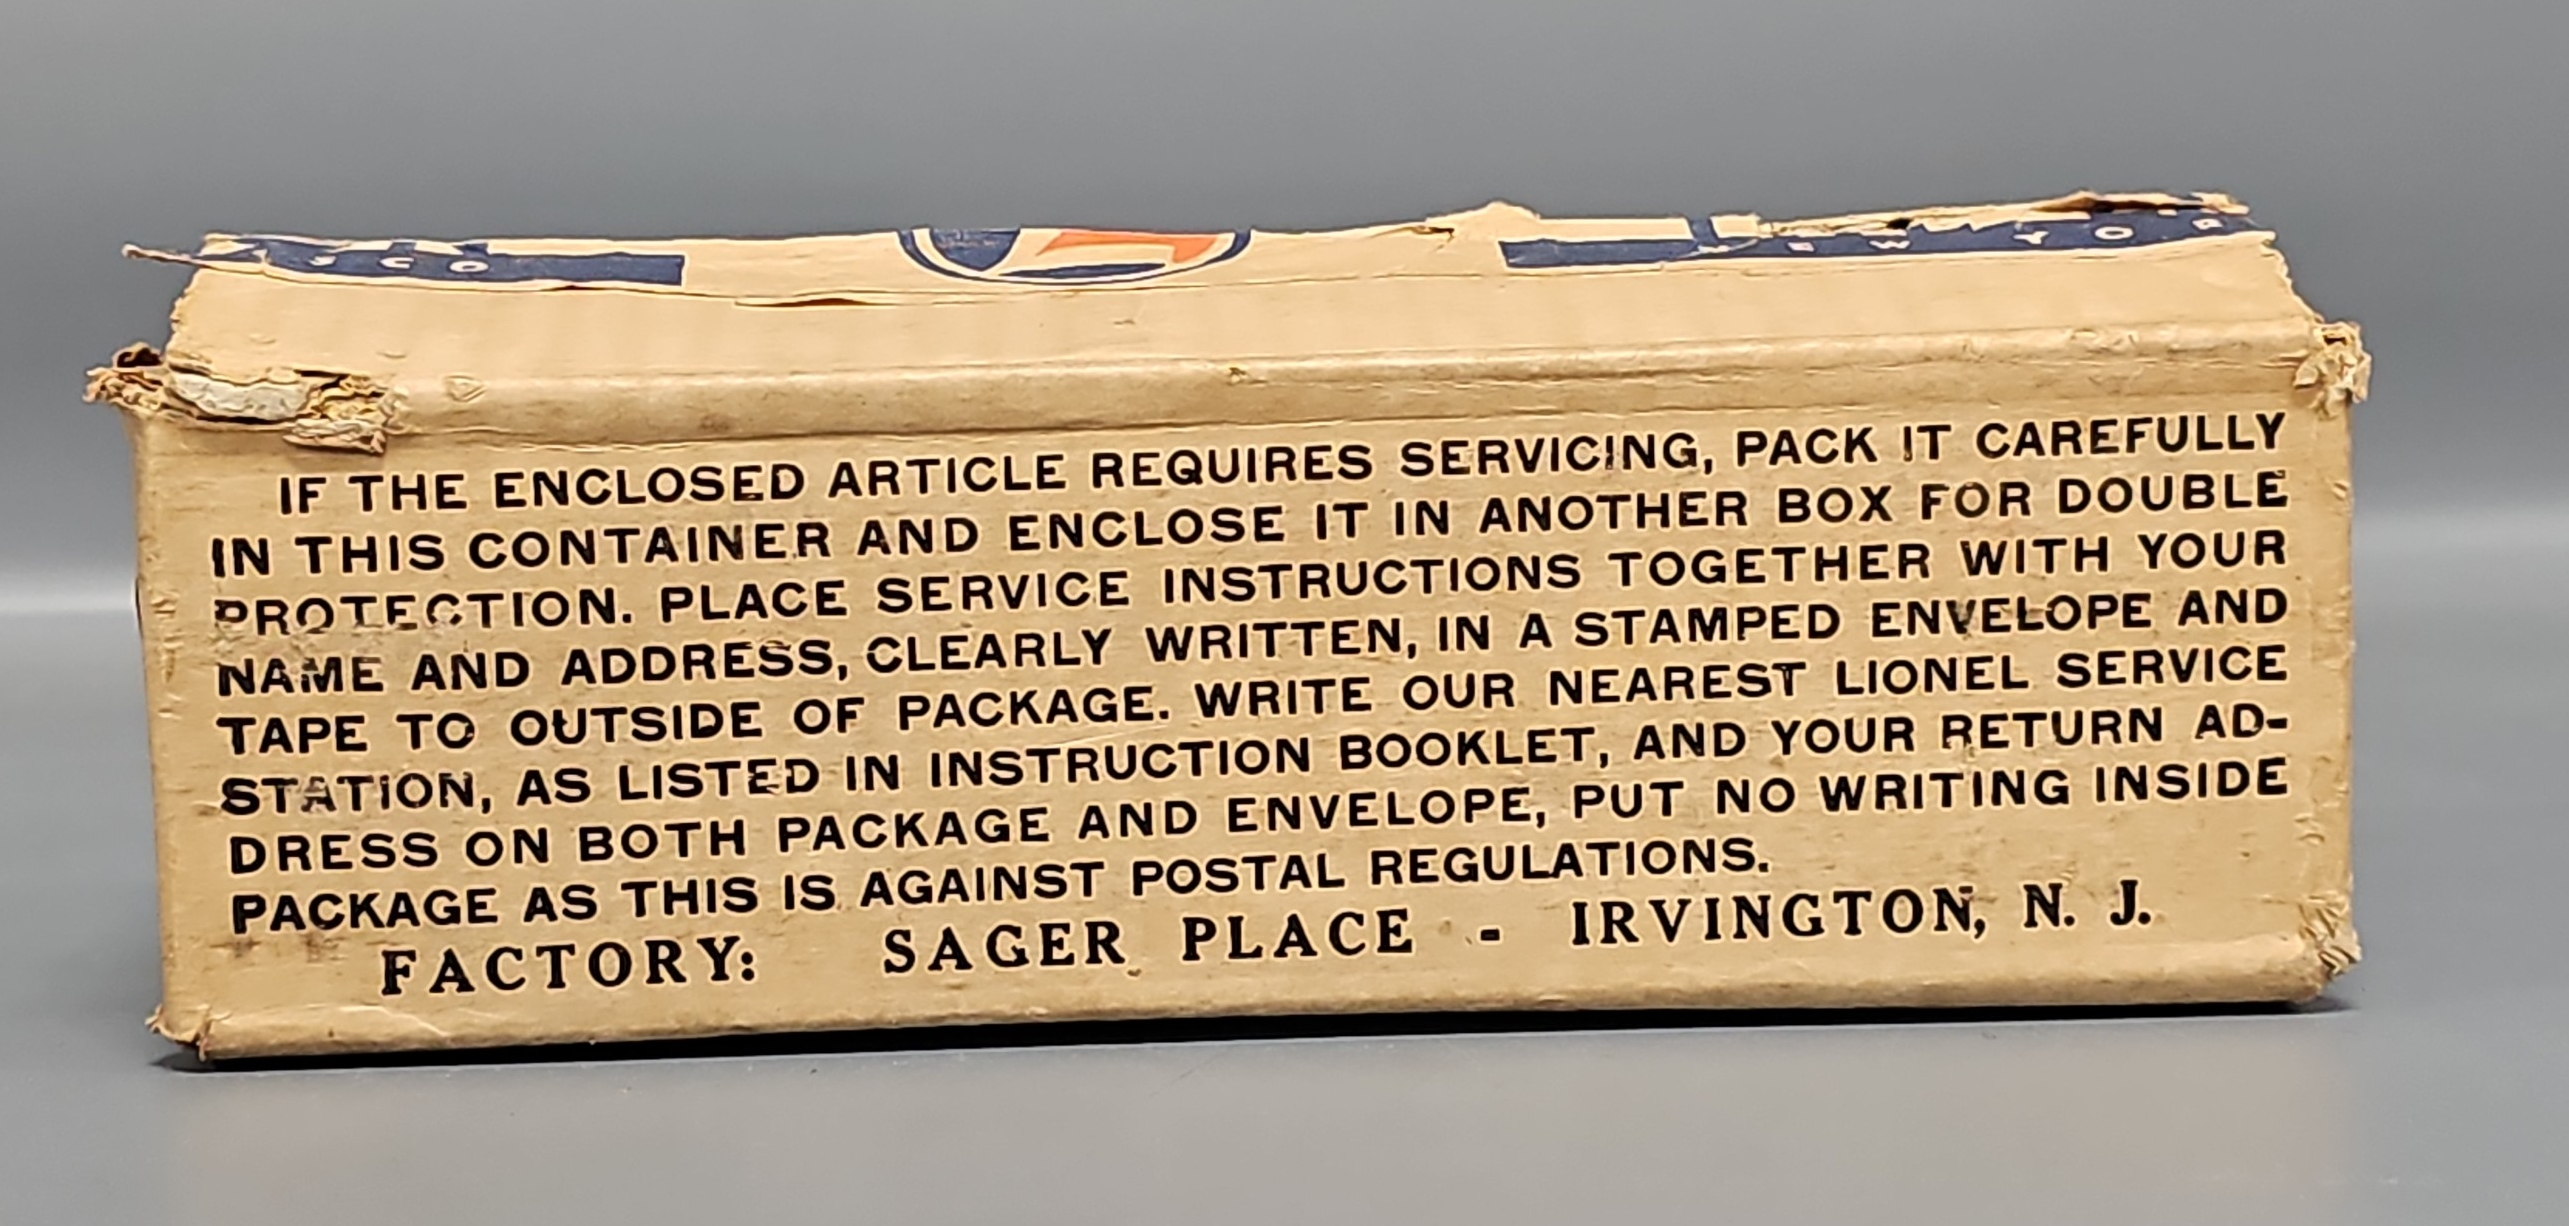 IF THE ENCLOSED ARTICLE REQUIRES SERVICING, PACK IT CAREFULLY
IN THIS CONTAINER AND ENCLOSE IT IN ANOTHER BOX FOR DOUBLE
PROTECTION. PLACE SERVICE INSTRUCTIONS TOGETHER WITH YOUR
NAME AND ADDRESS, CLEARLY WRITTEN, IN A STAMPED ENVELOPE AND
TAPE TO OUTSIDE OF PACKAGE. WRITE OUR NEAREST LIONEL SERVICE
STATION, AS LISTED IN INSTRUCTION BOOKLET, AND YOUR RETURN AD-
DRESS ON BOTH PACKAGE AND ENVELOPE, PUT NO WRITING INSIDE
PACKAGE AS THIS IS AGAINST POSTAL REGULATIONS.
FACTORY: SAGER PLACE - IRVINGTON, N. J.